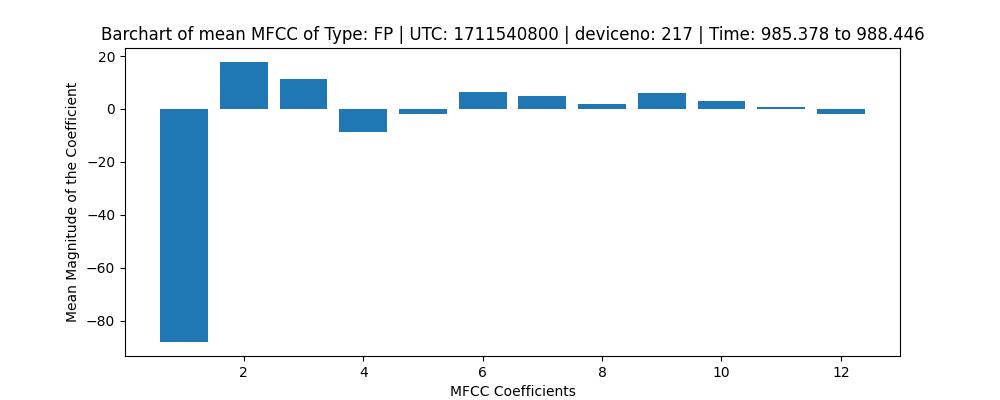 Barchart of mean MFCC of Type: FP | UTC: 1711540800 | deviceno: 217 | Time: 985.378 to 988.446
Mean Magnitude of the Coefficient
20
0
−20
−40
−60
−80
2 4 6 8 10 12
MFCC Coefficients